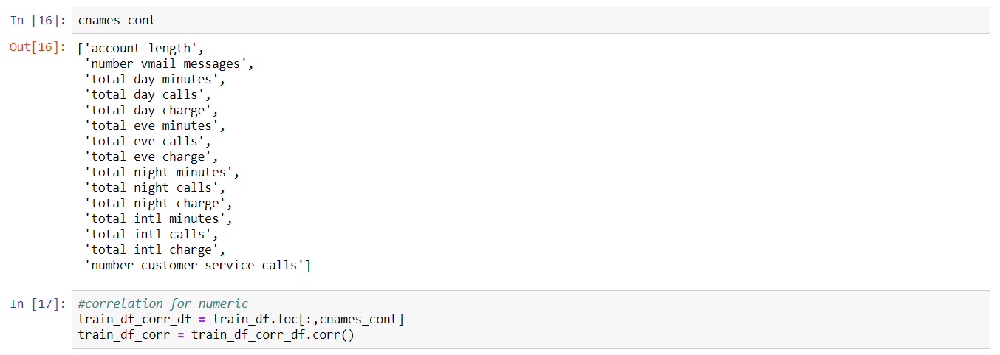 In [16]: cnames_cont
Out[16]: ['account length',
'number vmail messages',
'total day minutes',
'total day calls',
'total day charge',
'total eve minutes',
'total eve calls',
'total eve charge',
'total night minutes',
'total night calls',
'total night charge',
'total intl minutes',
'total intl calls',
'total intl charge',
'number customer service calls']
In [17]: #correlation for numeric
train_df_corr_df = train_df.loc[:,cnames_cont]
train_df_corr = train_df_corr_df.corr()